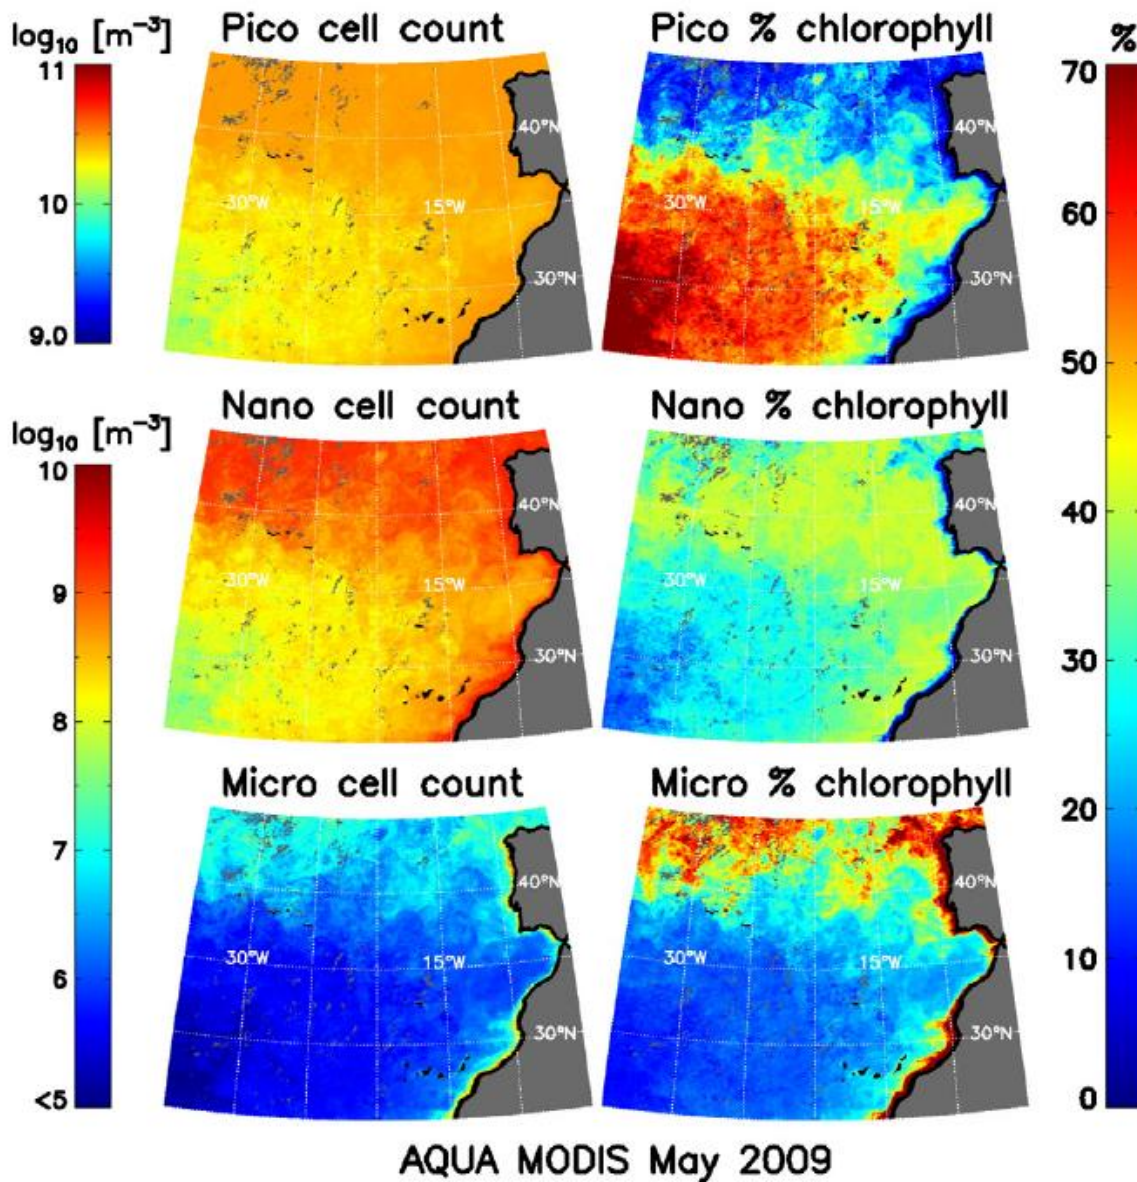 Pico cell count
Pico % chlorophyll
log₁₀ [m⁻³]
%
11
10
9.0
40°N
30°W
15°W
30°N
40°N
30°W
15°W
30°N
70
60
50
40
30
20
10
0
Nano cell count
Nano % chlorophyll
log₁₀ [m⁻³]
10
9
8
7
6
<5
40°N
30°W
15°W
30°N
40°N
30°W
15°W
30°N
Micro cell count
Micro % chlorophyll
40°N
30°W
15°W
30°N
40°N
30°W
15°W
30°N
AQUA MODIS May 2009